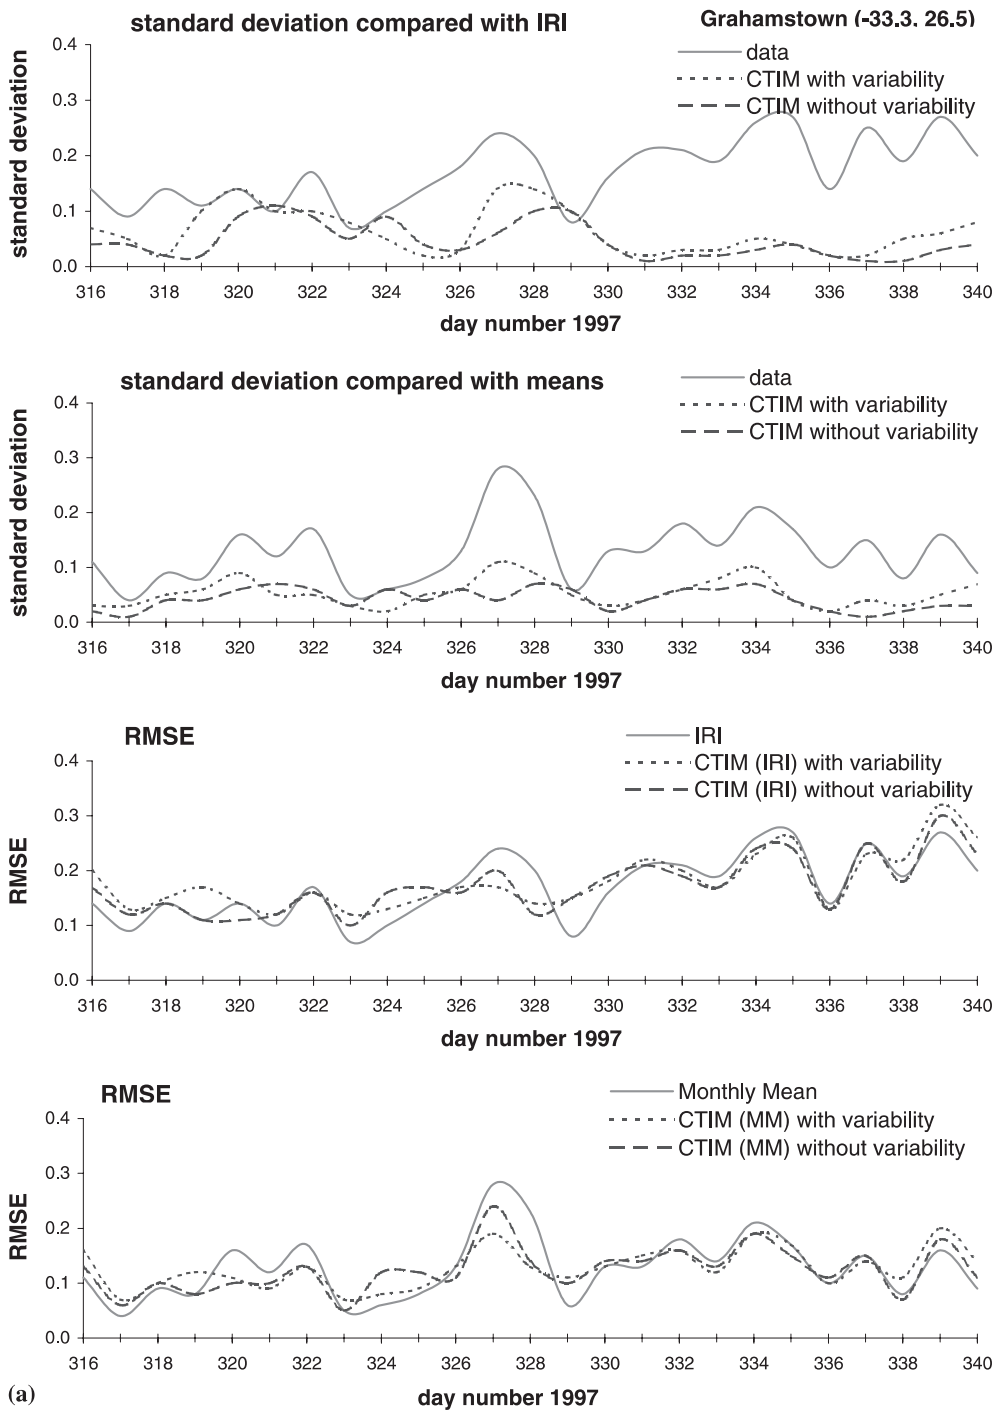 standard deviation compared with IRI
Grahamstown (-33.3, 26.5)
data
CTIM with variability
CTIM without variability
standard deviation
0.4
0.3
0.2
0.1
0.0
316 318 320 322 324 326 328 330 332 334 336 338 340
day number 1997
standard deviation compared with means
data
CTIM with variability
CTIM without variability
standard deviation
0.4
0.3
0.2
0.1
0.0
316 318 320 322 324 326 328 330 332 334 336 338 340
day number 1997
RMSE
IRI
CTIM (IRI) with variability
CTIM (IRI) without variability
RMSE
0.4
0.3
0.2
0.1
0.0
316 318 320 322 324 326 328 330 332 334 336 338 340
day number 1997
RMSE
Monthly Mean
CTIM (MM) with variability
CTIM (MM) without variability
RMSE
0.4
0.3
0.2
0.1
0.0
316 318 320 322 324 326 328 330 332 334 336 338 340
day number 1997
(a)